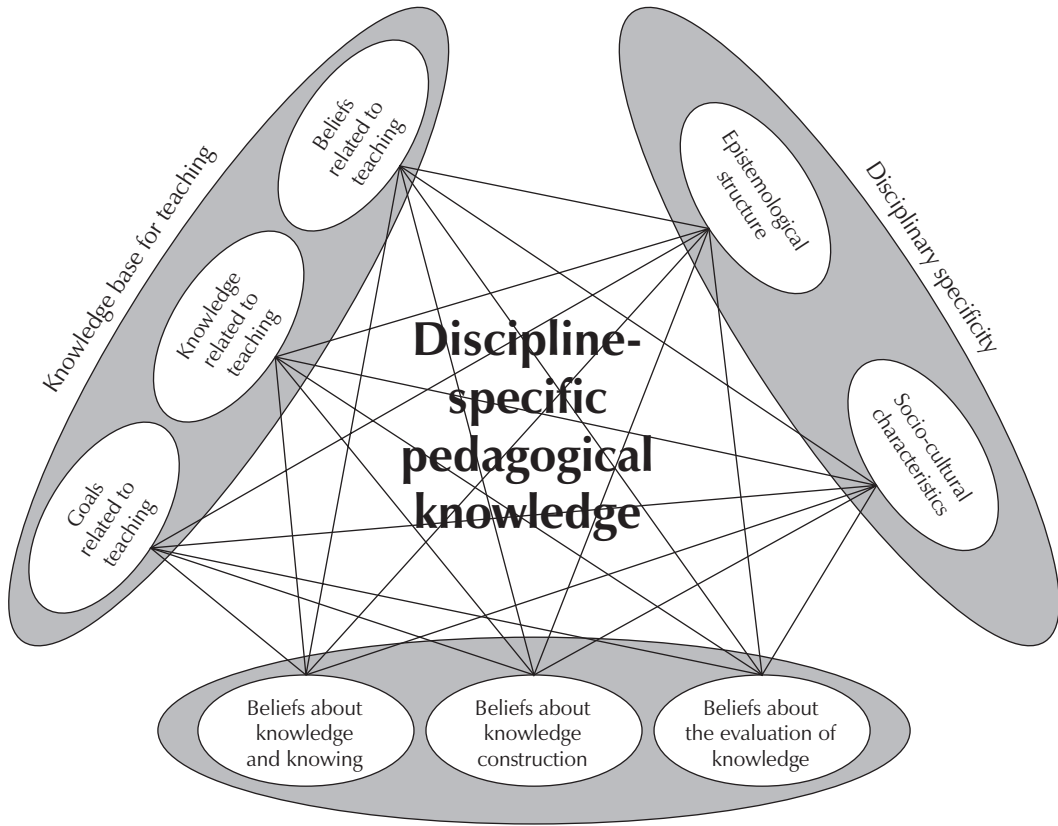 Knowledge base for teaching
Beliefs
related to
teaching
Knowledge
related to
teaching
Goals
related to
teaching
Disciplinary specificity
Epistemological
structure
Socio-cultural
characteristics
Discipline-
specific
pedagogical
knowledge
Beliefs about
knowledge
and knowing
Beliefs about
knowledge
construction
Beliefs about
the evaluation of
knowledge